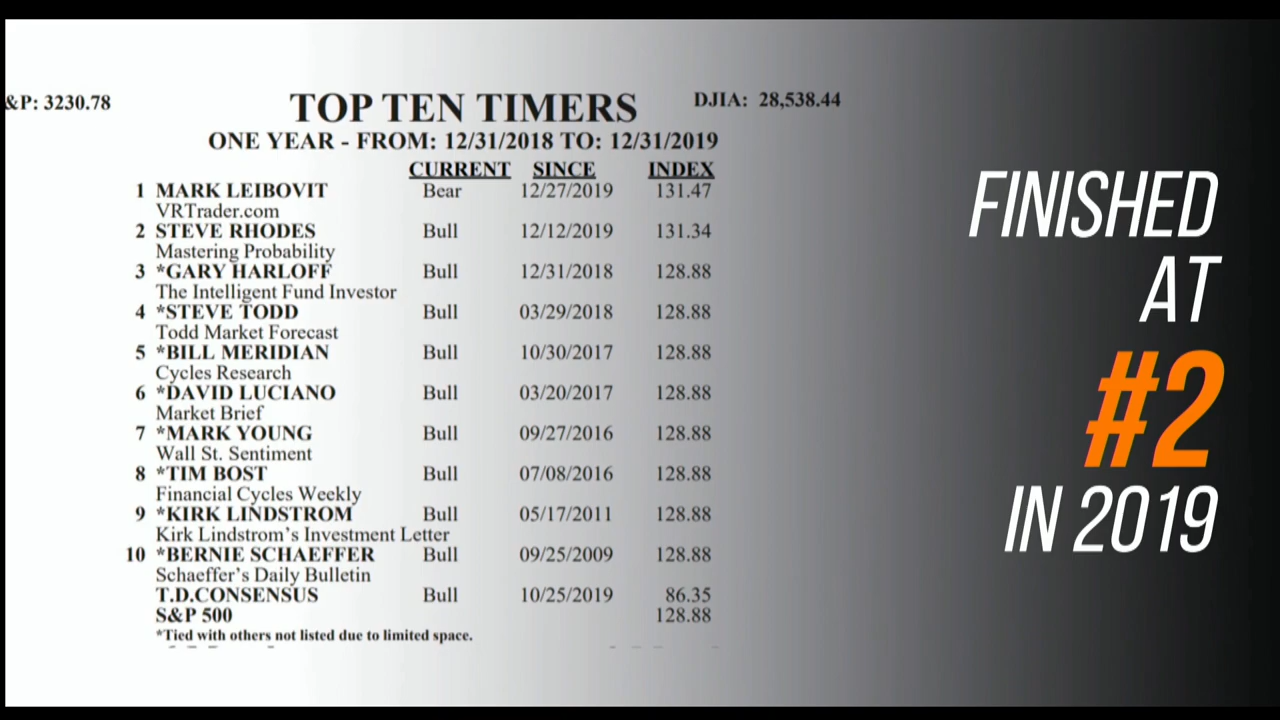 &P: 3230.78
TOP TEN TIMERS
DJIA: 28,538.44
ONE YEAR - FROM: 12/31/2018 TO: 12/31/2019
CURRENT SINCE INDEX
1 MARK LEIBOVIT Bear 12/27/2019 131.47
VRTrader.com
2 STEVE RHODES Bull 12/12/2019 131.34
Mastering Probability
3 *GARY HARLOFF Bull 12/31/2018 128.88
The Intelligent Fund Investor
4 *STEVE TODD Bull 03/29/2018 128.88
Todd Market Forecast
5 *BILL MERIDIAN Bull 10/30/2017 128.88
Cycles Research
6 *DAVID LUCIANO Bull 03/20/2017 128.88
Market Brief
7 *MARK YOUNG Bull 09/27/2016 128.88
Wall St. Sentiment
8 *TIM BOST Bull 07/08/2016 128.88
Financial Cycles Weekly
9 *KIRK LINDSTROM Bull 05/17/2011 128.88
Kirk Lindstrom's Investment Letter
10 *BERNIE SCHAEFFER Bull 09/25/2009 128.88
Schaeffer's Daily Bulletin
T.D.CONSENSUS Bull 10/25/2019 86.35
S&P 500 128.88
*Tied with others not listed due to limited space.
FINISHED
AT
#2
IN 2019